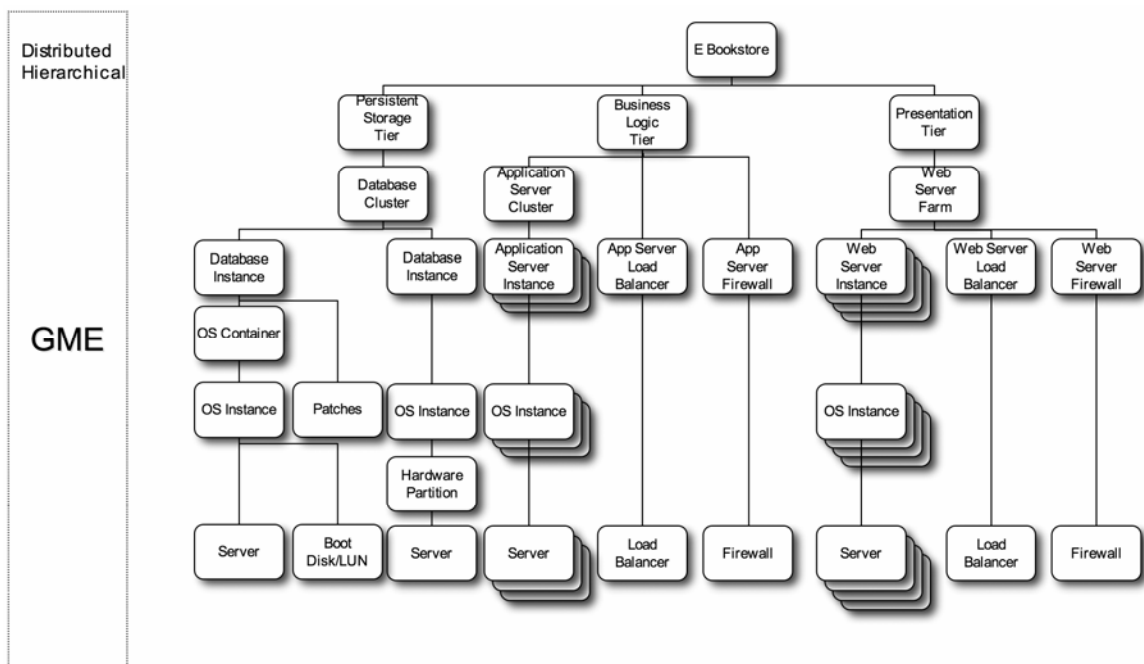 Distributed
Hierarchical
GME
E Bookstore
Persistent
Storage
Tier
Business
Logic
Tier
Presentation
Tier
Database
Cluster
Application
Server
Cluster
Web
Server
Farm
Database
Instance
Database
Instance
Application
Server
Instance
App Server
Load
Balancer
App
Server
Firewall
Web
Server
Instance
Web Server
Load
Balancer
Web
Server
Firewall
OS Container
OS Instance
Patches
OS Instance
OS Instance
OS Instance
Hardware
Partition
Server
Boot
Disk/LUN
Server
Server
Load
Balancer
Firewall
Server
Load
Balancer
Firewall